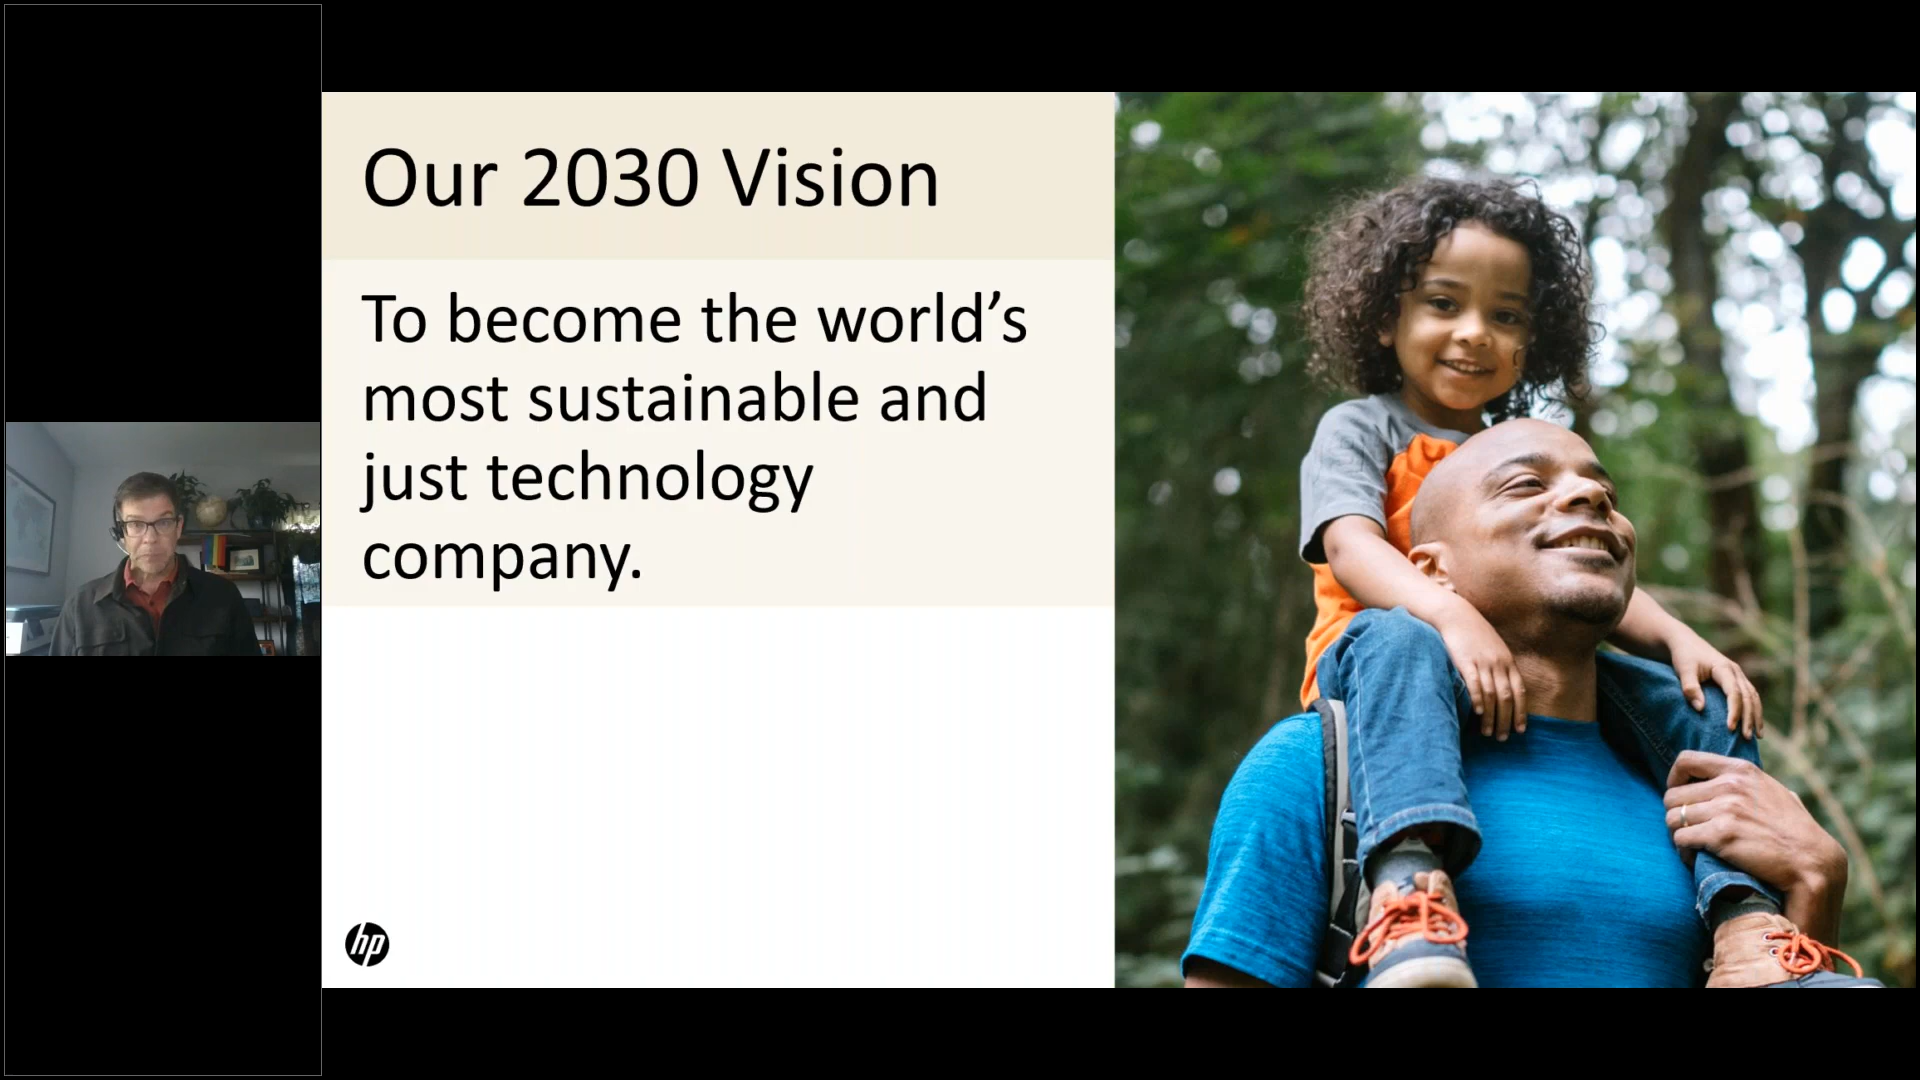 Our 2030 Vision
To become the world’s
most sustainable and
just technology
company.
hp